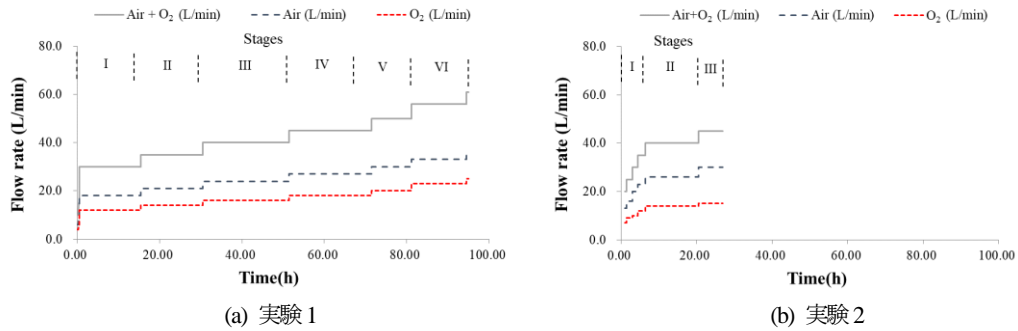 Air + O₂ (L/min) Air (L/min) O₂ (L/min)
Stages
I II III IV V VI
80.0
60.0
40.0
20.0
0.0
0.00 20.00 40.00 60.00 80.00 100.00
Flow rate (L/min)
Time(h)
(a) 実験1
Air+O₂ (L/min) Air (L/min) O₂ (L/min)
Stages
I II III
80.0
60.0
40.0
20.0
0.0
0.00 20.00 40.00 60.00 80.00 100.00
Flow rate (L/min)
Time(h)
(b) 実験2